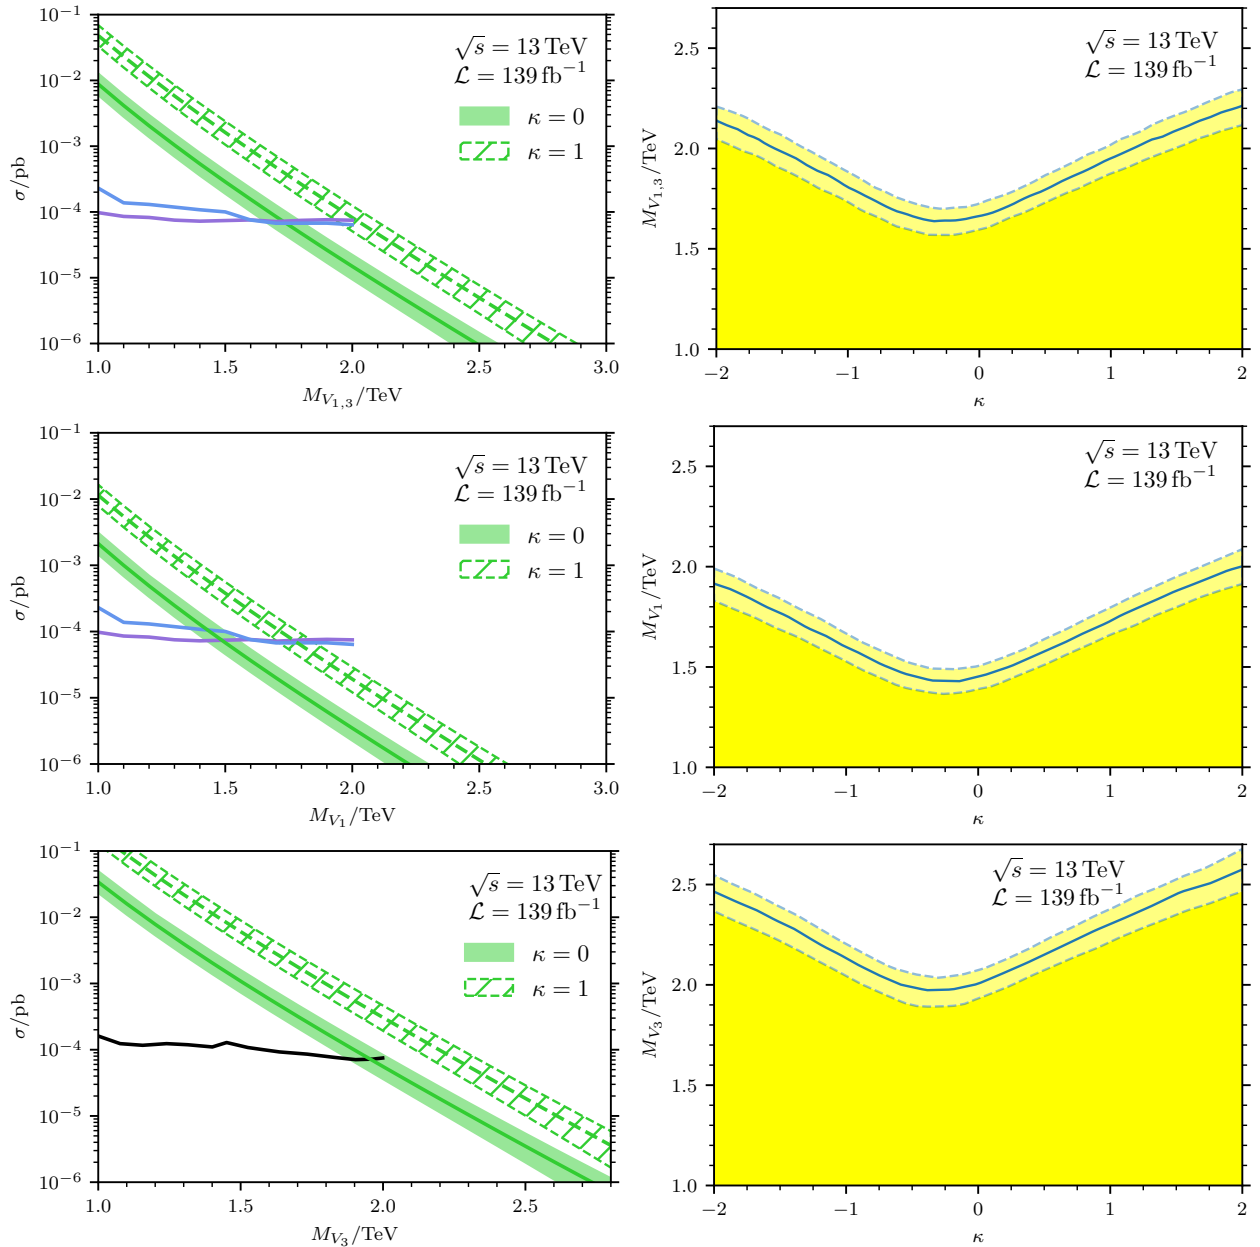 10⁻¹
10⁻²
10⁻³
10⁻⁴
10⁻⁵
10⁻⁶
σ/pb
√s = 13 TeV
ℒ = 139 fb⁻¹
κ = 0
κ = 1
1.0 1.5 2.0 2.5 3.0
M_{V_{1,3}}/TeV
2.5
2.0
1.5
1.0
M_{V_{1,3}}/TeV
√s = 13 TeV
ℒ = 139 fb⁻¹
−2 −1 0 1 2
κ
10⁻¹
10⁻²
10⁻³
10⁻⁴
10⁻⁵
10⁻⁶
σ/pb
√s = 13 TeV
ℒ = 139 fb⁻¹
κ = 0
κ = 1
1.0 1.5 2.0 2.5 3.0
M_{V_1}/TeV
2.5
2.0
1.5
1.0
M_{V_1}/TeV
√s = 13 TeV
ℒ = 139 fb⁻¹
−2 −1 0 1 2
κ
10⁻¹
10⁻²
10⁻³
10⁻⁴
10⁻⁵
10⁻⁶
σ/pb
√s = 13 TeV
ℒ = 139 fb⁻¹
κ = 0
κ = 1
1.0 1.5 2.0 2.5
M_{V_3}/TeV
2.5
2.0
1.5
1.0
M_{V_3}/TeV
√s = 13 TeV
ℒ = 139 fb⁻¹
−2 −1 0 1 2
κ